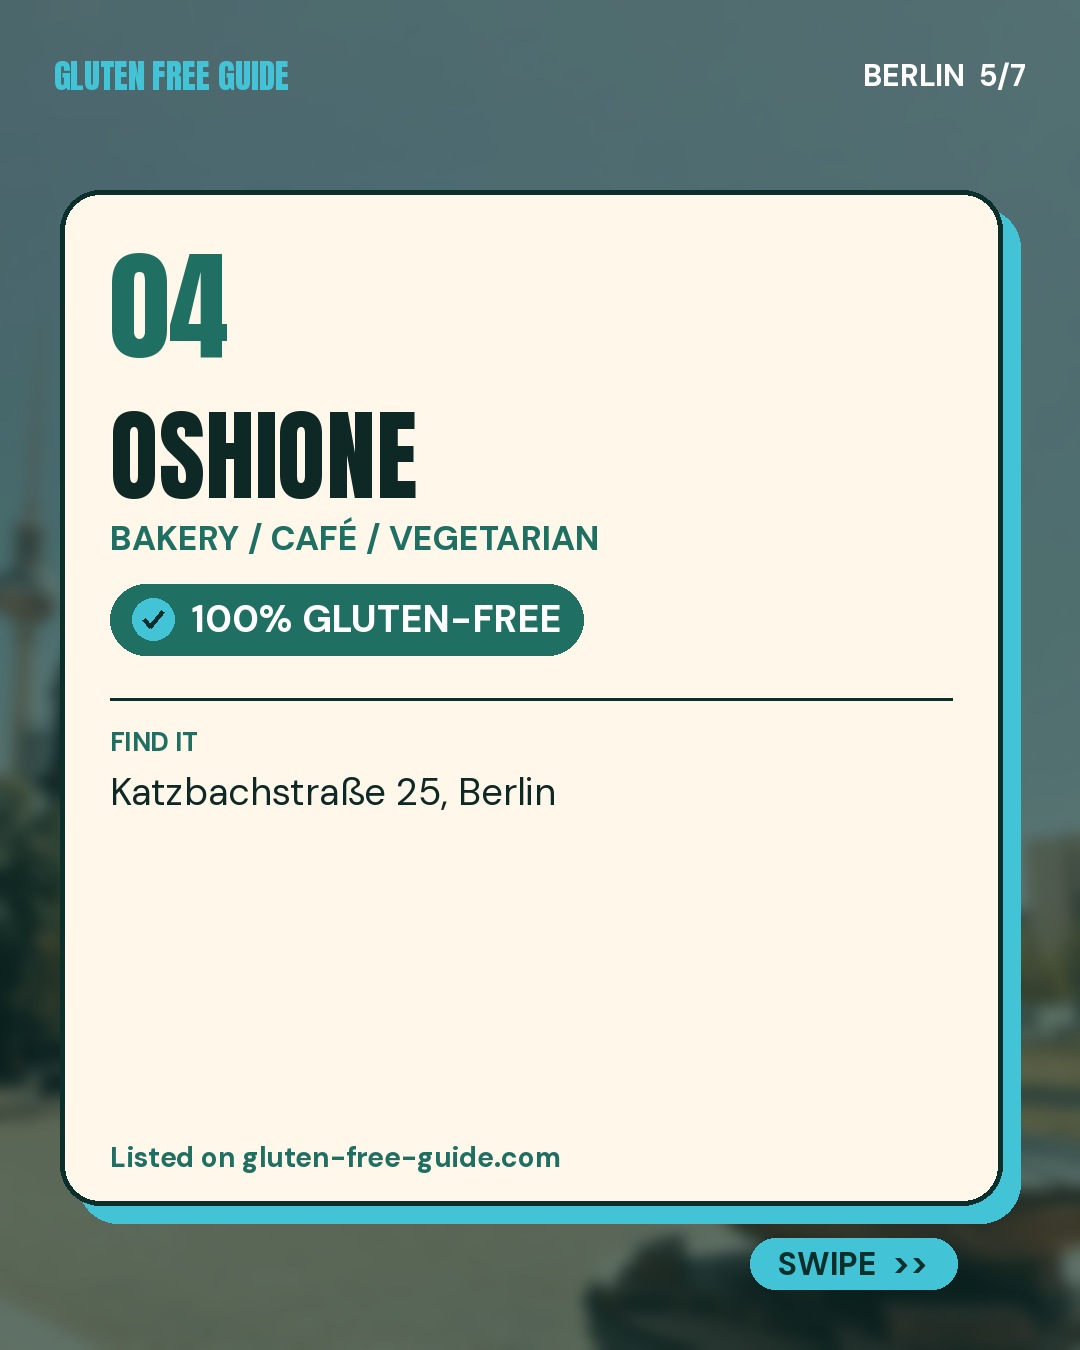 GLUTEN FREE GUIDE
BERLIN 5/7
04
OSHIONE
BAKERY / CAFÉ / VEGETARIAN
100% GLUTEN-FREE
FIND IT
Katzbachstraße 25, Berlin
Listed on gluten-free-guide.com
SWIPE >>